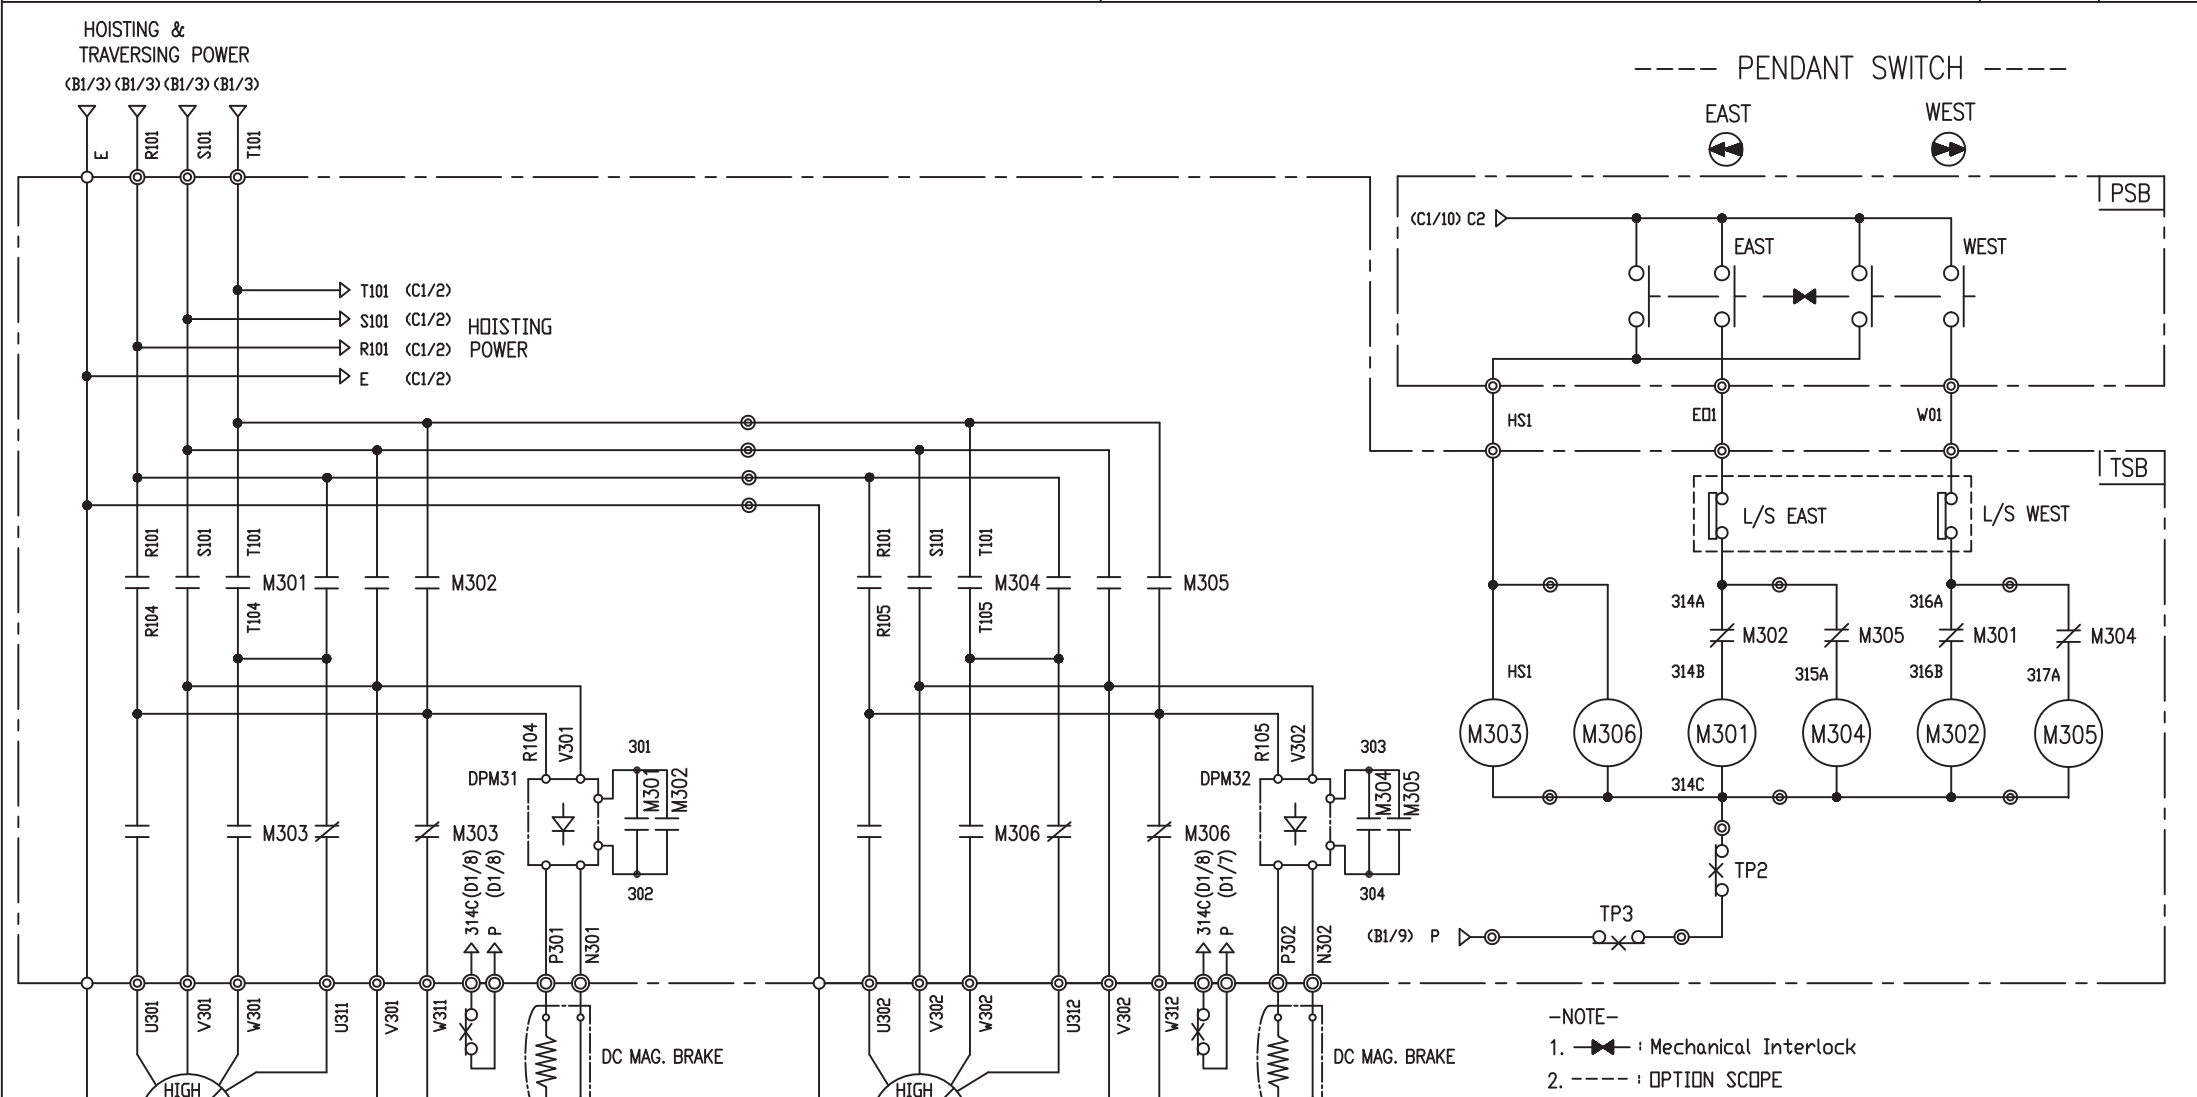 HOISTING &
TRAVERSING POWER
(B1/3) (B1/3) (B1/3) (B1/3)
E R101 S101 T101
---- PENDANT SWITCH ----
EAST WEST
PSB
(C1/10) C2
EAST WEST
T101 (C1/2)
S101 (C1/2)
R101 (C1/2)
E (C1/2)
HOISTING
POWER
HS1 E01 W01
TSB
L/S EAST L/S WEST
R101 S101 T101 R101 S101 T101
M301 M302 M304 M305
R104 T104 R105 T105
314A 316A
M302 M305 M301 M304
HS1 314B 315A 316B 317A
M303 M306 M301 M304 M302 M305
R104 V301 301 R105 V302 303
DPM31 M301 M302 DPM32 M304 M305
314C
M303 M303 M306 M306
314C(D1/8) P (D1/8) 302 314C(D1/8) P (D1/7) 304
TP2
TP3
(B1/9) P
P301 N301 P302 N302
U301 V301 W301 U311 V301 W311 U302 V302 W302 U312 V302 W312
DC MAG. BRAKE DC MAG. BRAKE
HIGH HIGH
-NOTE-
1. : Mechanical Interlock
2. ---- : OPTION SCOPE